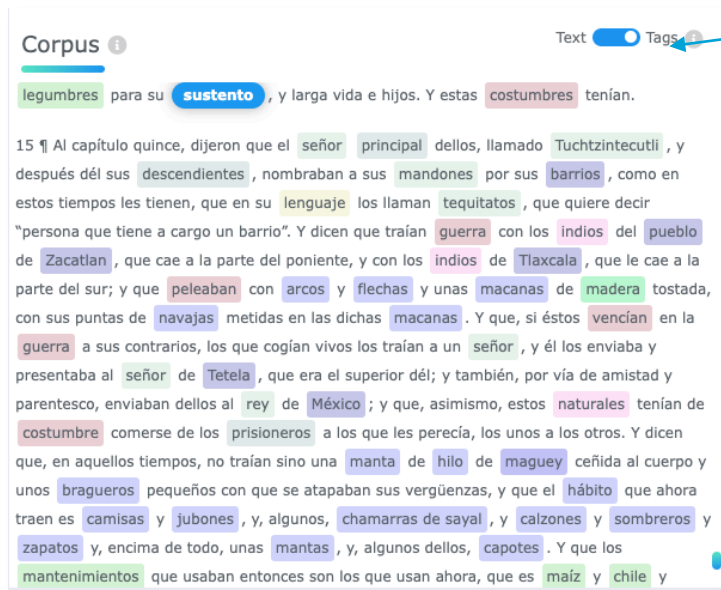 Corpus
Text Tags
legumbres para su sustento , y larga vida e hijos. Y estas costumbres tenían.
15 ¶ Al capítulo quince, dijeron que el señor principal dellos, llamado Tuchtzintecutli , y
después dél sus descendientes , nombraban a sus mandones por sus barrios , como en
estos tiempos les tienen, que en su lenguaje los llaman tequitatos , que quiere decir
“persona que tiene a cargo un barrio”. Y dicen que traían guerra con los indios del pueblo
de Zacatlan , que cae a la parte del poniente, y con los indios de Tlaxcala , que le cae a la
parte del sur; y que peleaban con arcos y flechas y unas macanas de madera tostada,
con sus puntas de navajas metidas en las dichas macanas . Y que, si éstos vencían en la
guerra a sus contrarios, los que cogían vivos los traían a un señor , y él los enviaba y
presentaba al señor de Tetela , que era el superior dél; y también, por vía de amistad y
parentesco, enviaban dellos al rey de México ; y que, asimismo, estos naturales tenían de
costumbre comerse de los prisioneros a los que les perecía, los unos a los otros. Y dicen
que, en aquellos tiempos, no traían sino una manta de hilo de maguey ceñida al cuerpo y
unos bragueros pequeños con que se atapaban sus vergüenzas, y que el hábito que ahora
traen es camisas y jubones , y, algunos, chamarras de sayal , y calzones y sombreros y
zapatos y, encima de todo, unas mantas , y, algunos dellos, capotes . Y que los
mantenimientos que usaban entonces son los que usan ahora, que es maíz y chile y